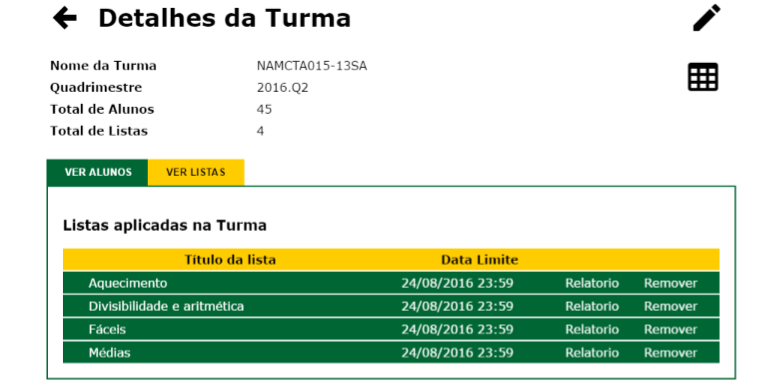 Detalhes da Turma
Nome da Turma NAMCTA015-13SA
Quadrimestre 2016.Q2
Total de Alunos 45
Total de Listas 4
VER ALUNOS VER LISTAS
Listas aplicadas na Turma
Título da lista Data Limite
Aquecimento 24/08/2016 23:59 Relatorio Remover
Divisibilidade e aritmética 24/08/2016 23:59 Relatorio Remover
Fáceis 24/08/2016 23:59 Relatorio Remover
Médias 24/08/2016 23:59 Relatorio Remover